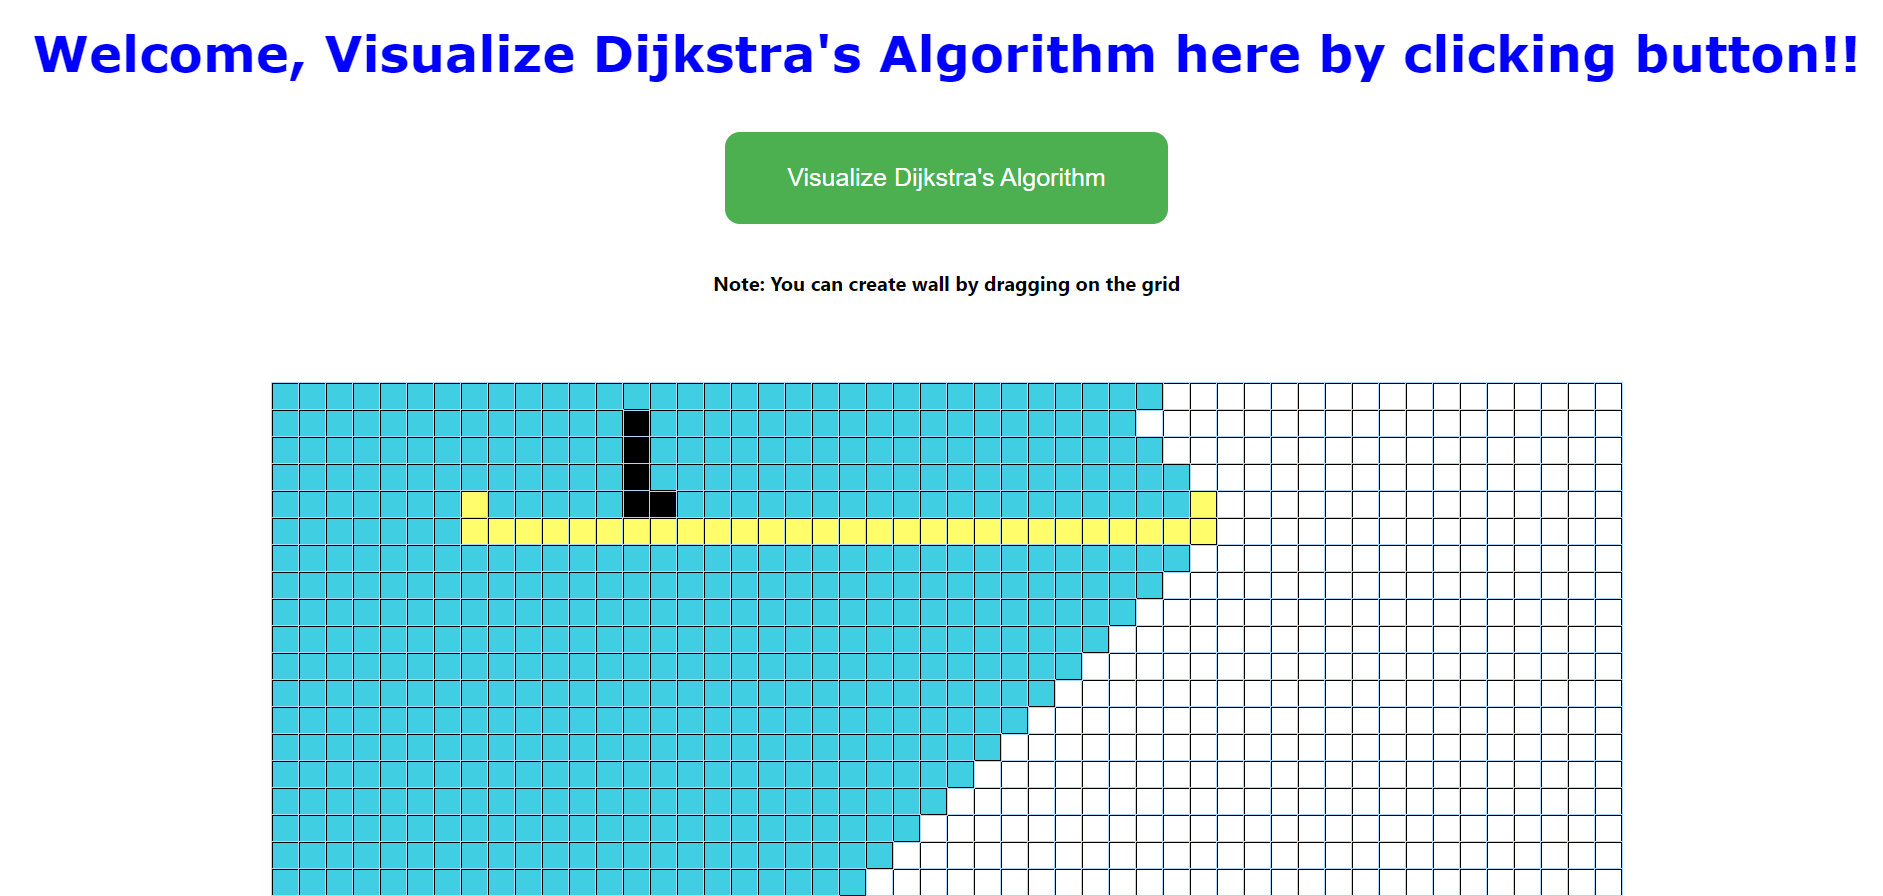 Welcome, Visualize Dijkstra's Algorithm here by clicking button!!
Visualize Dijkstra's Algorithm
Note: You can create wall by dragging on the grid